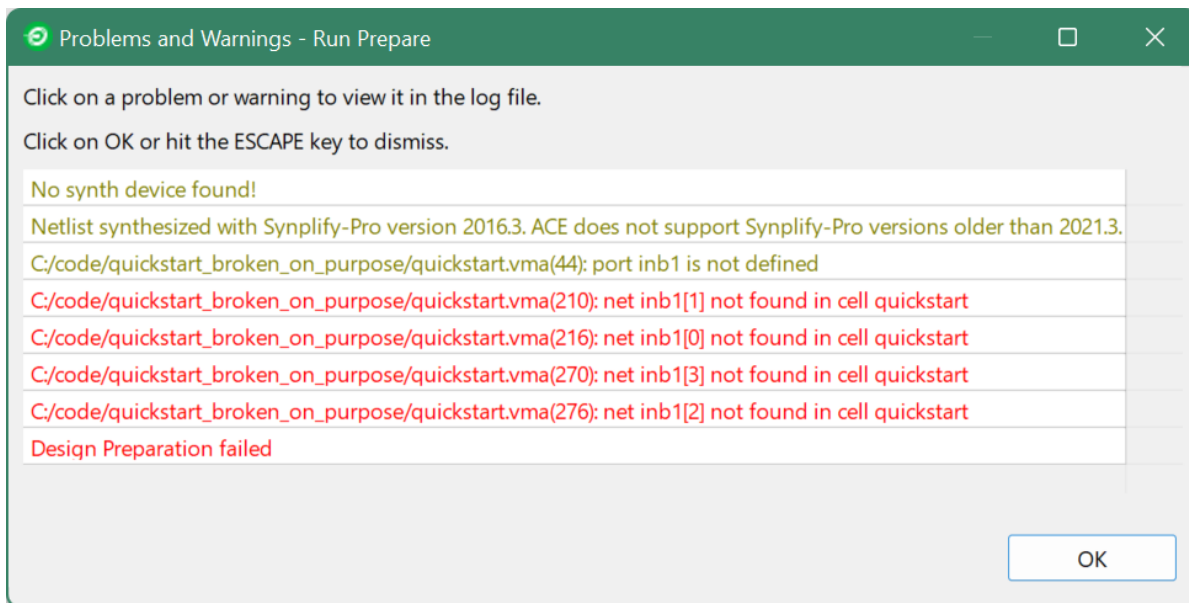 Problems and Warnings - Run Prepare
Click on a problem or warning to view it in the log file.
Click on OK or hit the ESCAPE key to dismiss.
No synth device found!
Netlist synthesized with Synplify-Pro version 2016.3. ACE does not support Synplify-Pro versions older than 2021.3.
C:/code/quickstart_broken_on_purpose/quickstart.vma(44): port inb1 is not defined
C:/code/quickstart_broken_on_purpose/quickstart.vma(210): net inb1[1] not found in cell quickstart
C:/code/quickstart_broken_on_purpose/quickstart.vma(216): net inb1[0] not found in cell quickstart
C:/code/quickstart_broken_on_purpose/quickstart.vma(270): net inb1[3] not found in cell quickstart
C:/code/quickstart_broken_on_purpose/quickstart.vma(276): net inb1[2] not found in cell quickstart
Design Preparation failed
OK